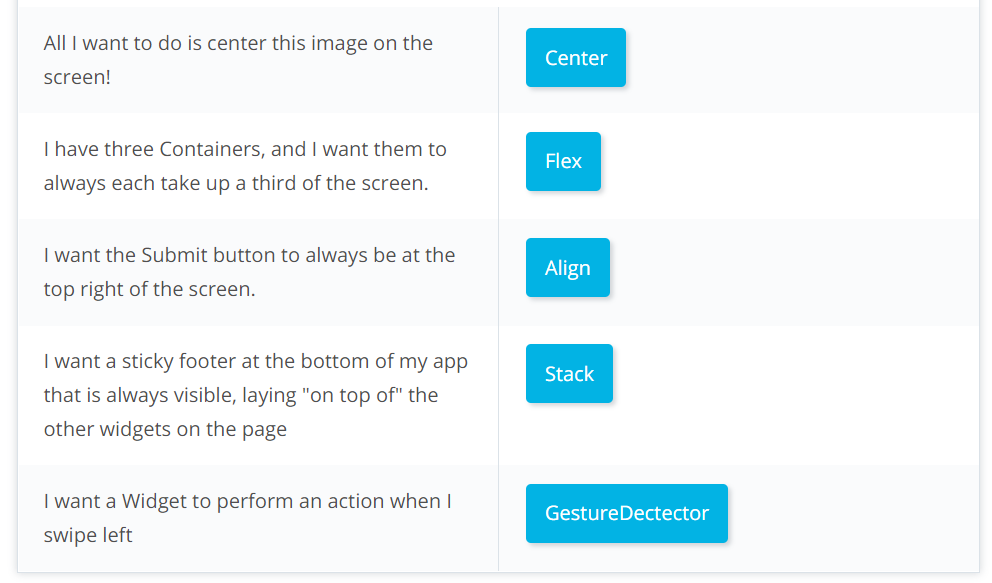 All I want to do is center this image on the
screen!
Center
I have three Containers, and I want them to
always each take up a third of the screen.
Flex
I want the Submit button to always be at the
top right of the screen.
Align
I want a sticky footer at the bottom of my app
that is always visible, laying "on top of" the
other widgets on the page
Stack
I want a Widget to perform an action when I
swipe left
GestureDectector